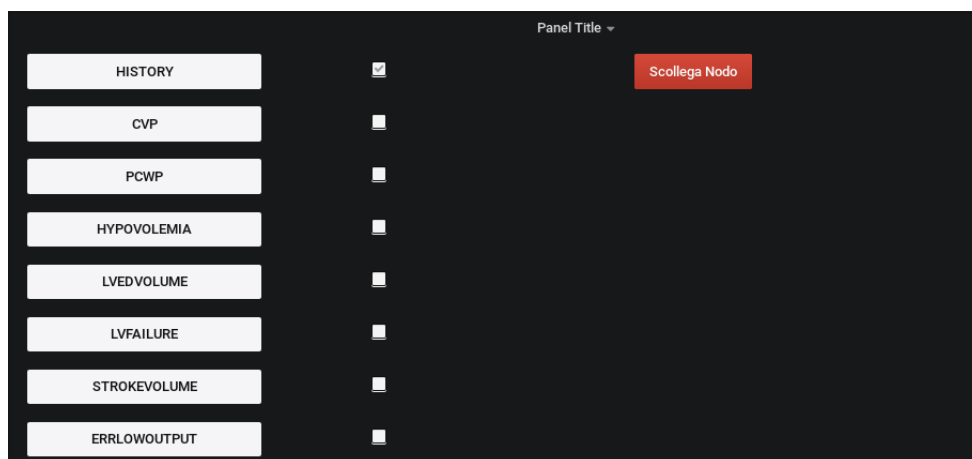 Panel Title
HISTORY
Scollega Nodo
CVP
PCWP
HYPOVOLEMIA
LVEDVOLUME
LVFAILURE
STROKEVOLUME
ERRLOWOUTPUT